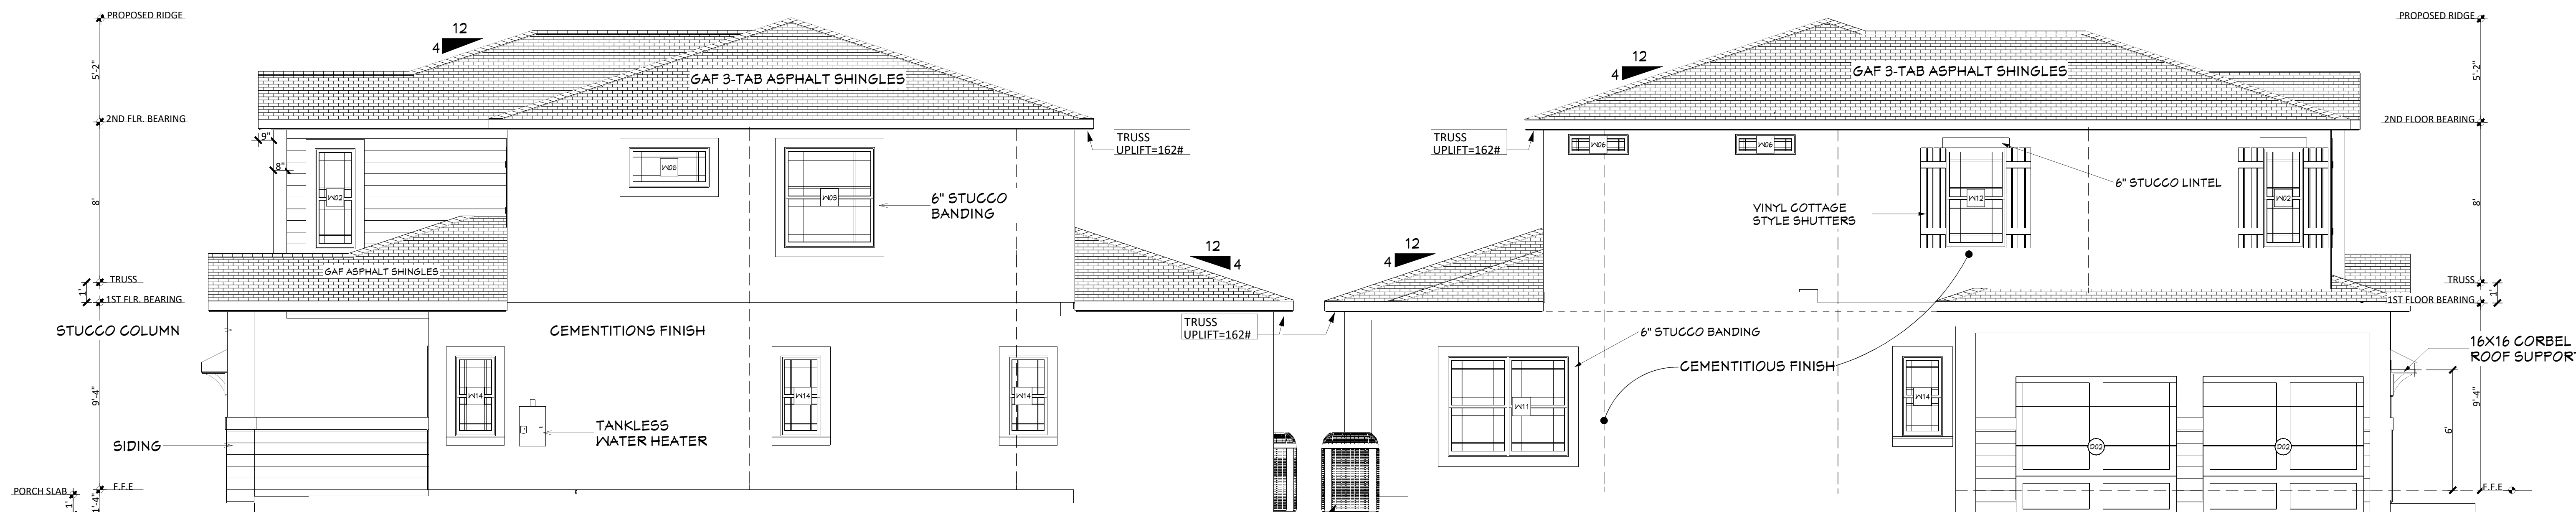 PROPOSED RIDGE
12
4
5'-2"
GAF 3-TAB ASPHALT SHINGLES
2ND FLR. BEARING
9"
8"
TRUSS
UPLIFT=162#
W02
W03
W03
6" STUCCO
BANDING
8'
12
4
GAF ASPHALT SHINGLES
TRUSS
1'
1ST FLR. BEARING
STUCCO COLUMN
CEMENTITIONS FINISH
TRUSS
UPLIFT=162#
9'-4"
W14
W14
W14
TANKLESS
WATER HEATER
SIDING
PORCH SLAB
F.F.E
1'
1'-4"
PROPOSED RIDGE
12
4
5'-2"
GAF 3-TAB ASPHALT SHINGLES
2ND FLOOR BEARING
TRUSS
UPLIFT=162#
W06
W06
W12
W02
6" STUCCO LINTEL
VINYL COTTAGE
STYLE SHUTTERS
8'
12
4
TRUSS
1'
1ST FLOOR BEARING
6" STUCCO BANDING
CEMENTITIOUS FINISH
16X16 CORBEL
ROOF SUPPORT
W11
W14
9'-4"
6'
D02
D02
F.F.E